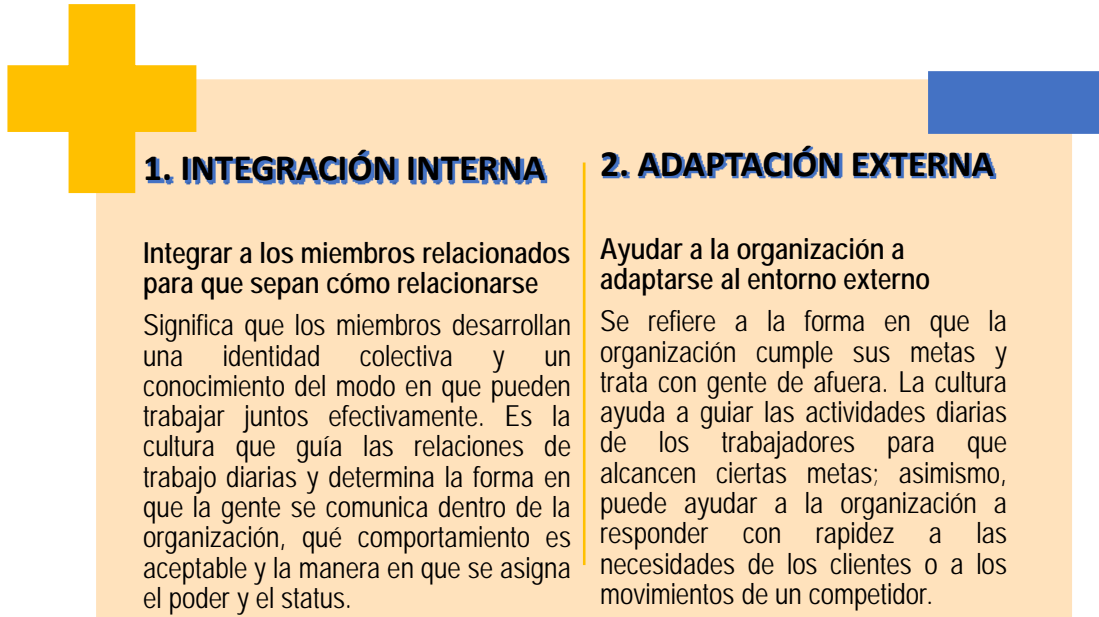 1. INTEGRACIÓN INTERNA
Integrar a los miembros relacionados
para que sepan cómo relacionarse
Significa que los miembros desarrollan
una identidad colectiva y un
conocimiento del modo en que pueden
trabajar juntos efectivamente. Es la
cultura que guía las relaciones de
trabajo diarias y determina la forma en
que la gente se comunica dentro de la
organización, qué comportamiento es
aceptable y la manera en que se asigna
el poder y el status.
2. ADAPTACIÓN EXTERNA
Ayudar a la organización a
adaptarse al entorno externo
Se refiere a la forma en que la
organización cumple sus metas y
trata con gente de afuera. La cultura
ayuda a guiar las actividades diarias
de los trabajadores para que
alcancen ciertas metas; asimismo,
puede ayudar a la organización a
responder con rapidez a las
necesidades de los clientes o a los
movimientos de un competidor.